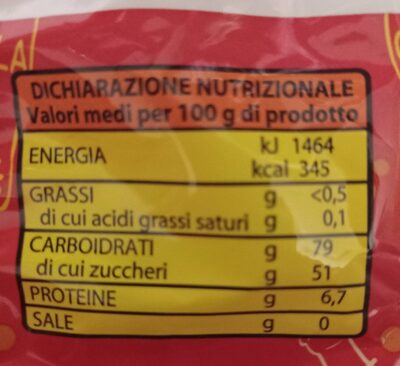 DICHIARAZIONE NUTRIZIONALE
Valori medi per 100 g di prodotto
ENERGIA kJ 1464
kcal 345
GRASSI g <0,5
di cui acidi grassi saturi g 0,1
CARBOIDRATI g 79
di cui zuccheri g 51
PROTEINE g 6,7
SALE g 0